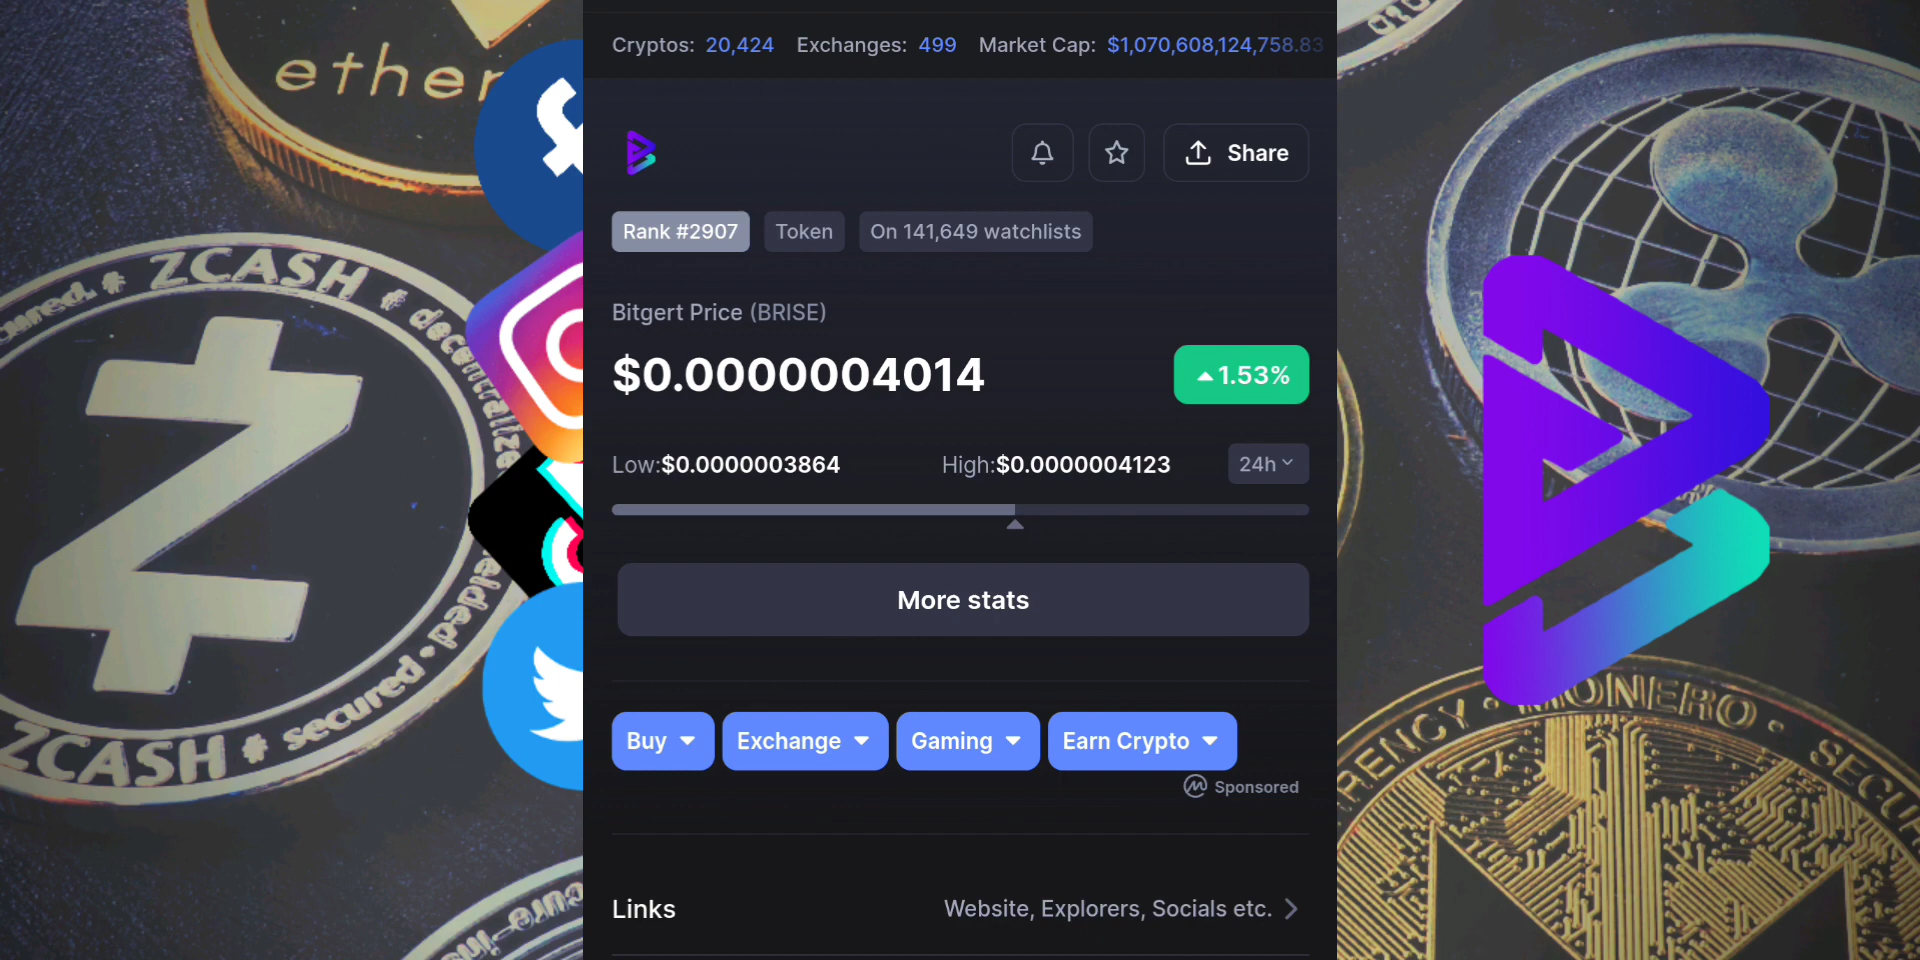 Cryptos: 20,424 Exchanges: 499 Market Cap: $1,070,608,124,758.83
Share
Rank #2907 Token On 141,649 watchlists
Bitgert Price (BRISE)
$0.0000004014 1.53%
Low:$0.0000003864 High:$0.0000004123 24h
More stats
Buy Exchange Gaming Earn Crypto
Sponsored
Links Website, Explorers, Socials etc.
ether
ZCASH
ZCASH
secured
MONERO